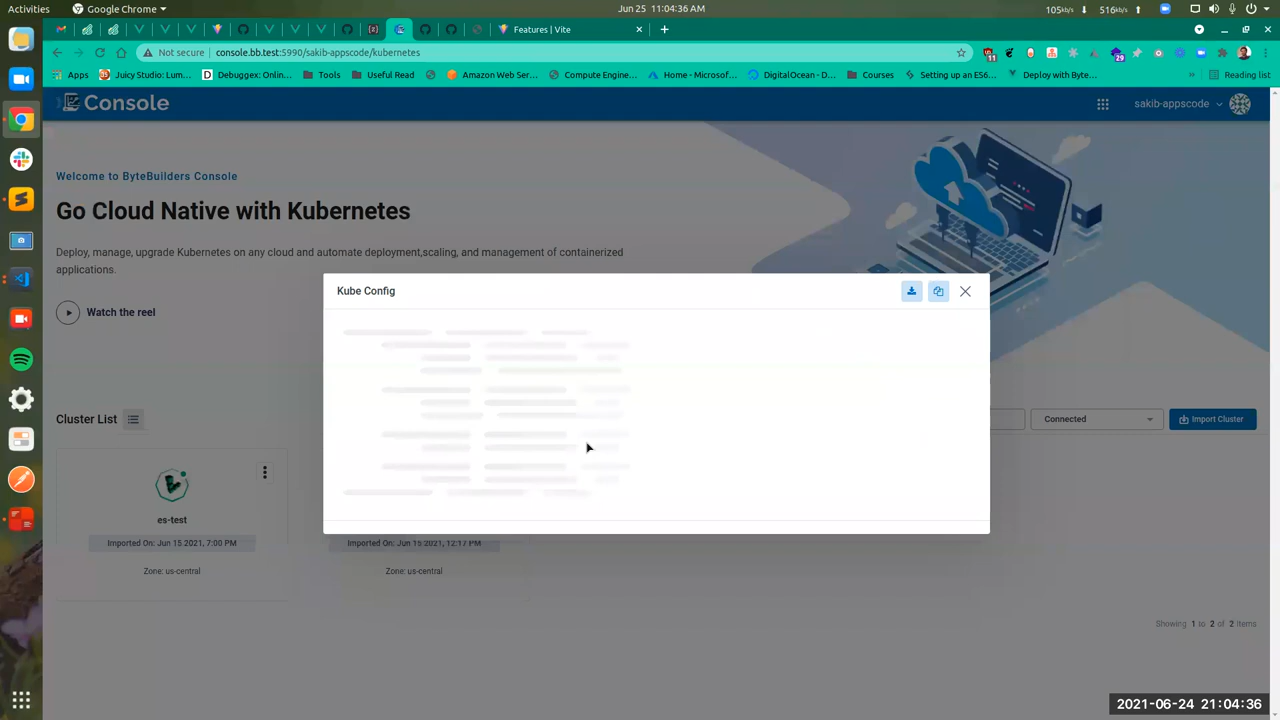 Activities
Google Chrome
Jun 25 11:04:36 AM
105kb/s
516kb/s
11
29
Features | Vite
Not secure
console.bb.test:5990/sakib-appscode/kubernetes
Apps
Juicy Studio: Lum...
Debuggex: Onlin...
Tools
Useful Read
Amazon Web Ser...
Compute Engine...
Home - Microsof...
DigitalOcean - D...
Courses
Setting up an ES6...
Deploy with Byte...
»
Reading list
Console
sakib-appscode
Welcome to ByteBuilders Console
Go Cloud Native with Kubernetes
Deploy, manage, upgrade Kubernetes on any cloud and automate deployment,scaling, and management of containerized
applications.
Watch the reel
Kube Config
Cluster List
Connected
Import Cluster
es-test
Imported On: Jun 15 2021, 7:00 PM
Imported On: Jun 15 2021, 12:17 PM
Zone: us-central
Zone: us-central
Showing 1 to 2 of 2 items
2021-06-24 21:04:36